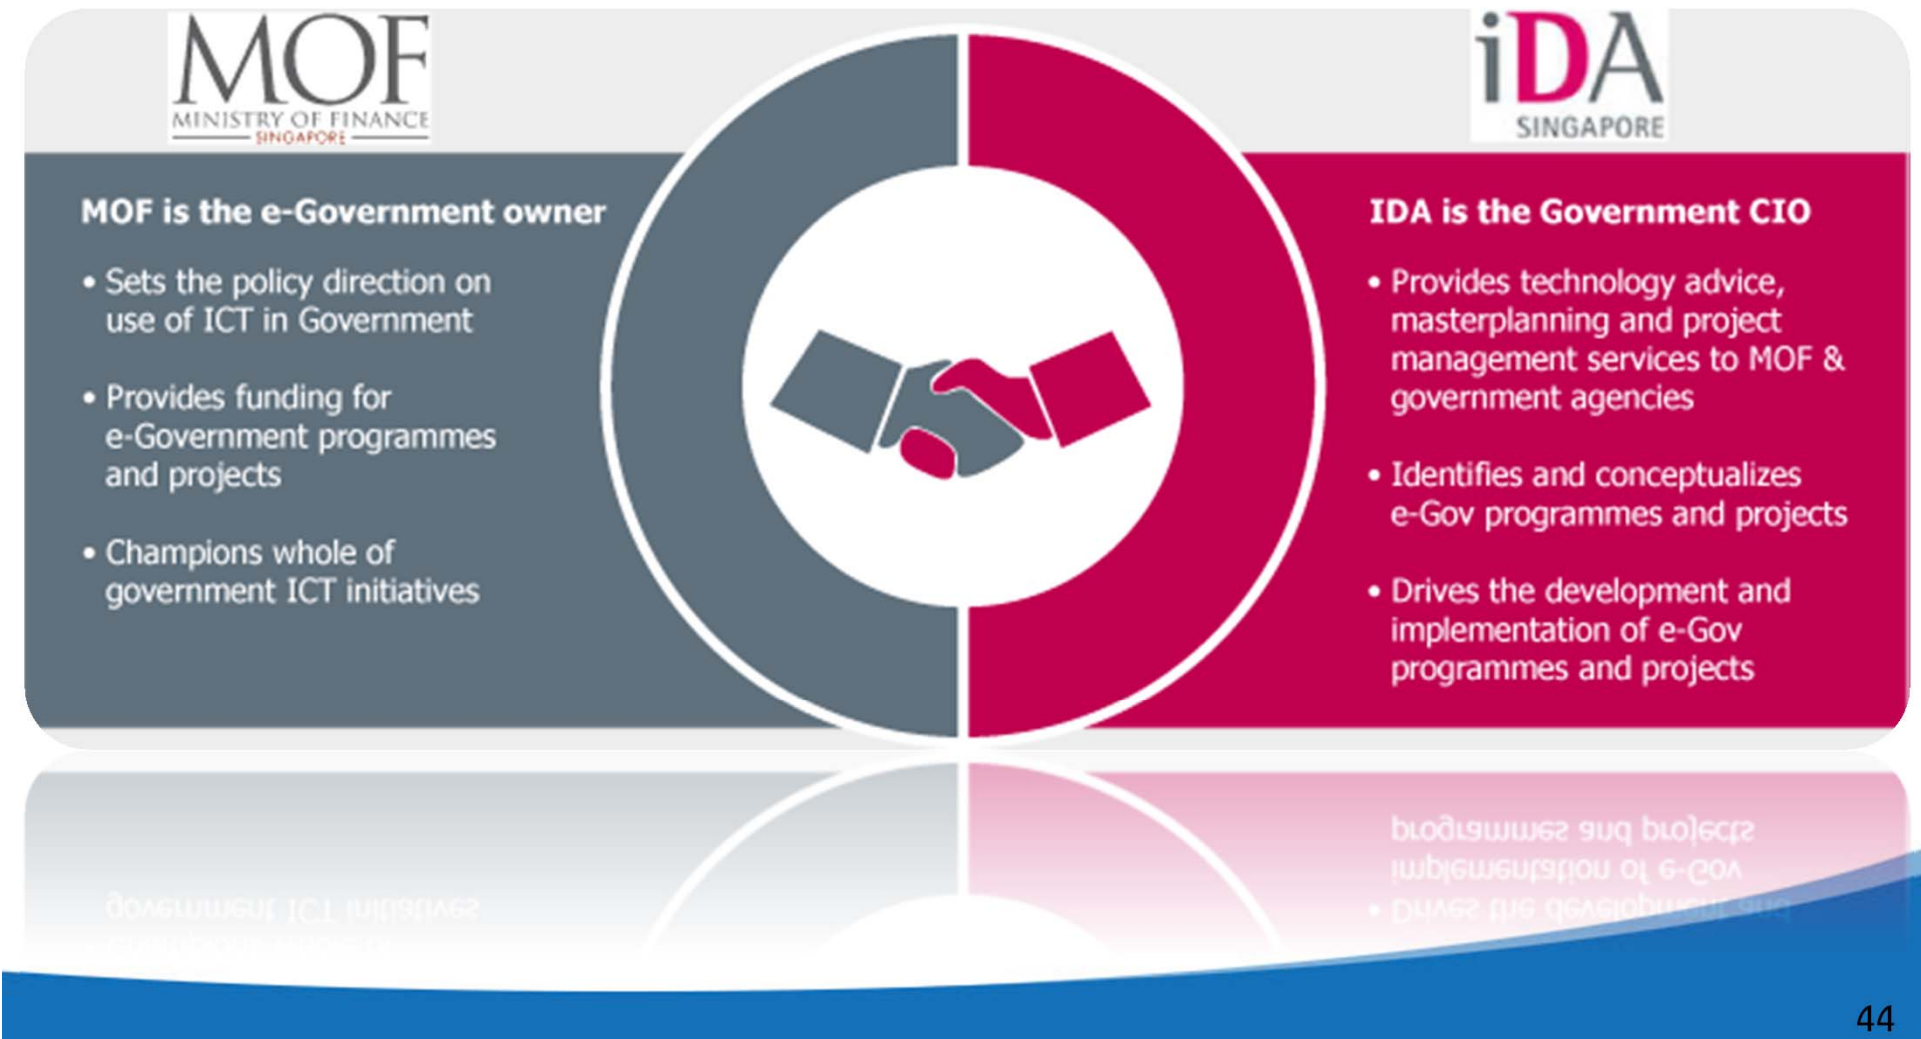 MOF
MINISTRY OF FINANCE
SINGAPORE
MOF is the e-Government owner
• Sets the policy direction on
use of ICT in Government
• Provides funding for
e-Government programmes
and projects
• Champions whole of
government ICT initiatives
iDA
SINGAPORE
IDA is the Government CIO
• Provides technology advice,
masterplanning and project
management services to MOF &
government agencies
• Identifies and conceptualizes
e-Gov programmes and projects
• Drives the development and
implementation of e-Gov
programmes and projects
44